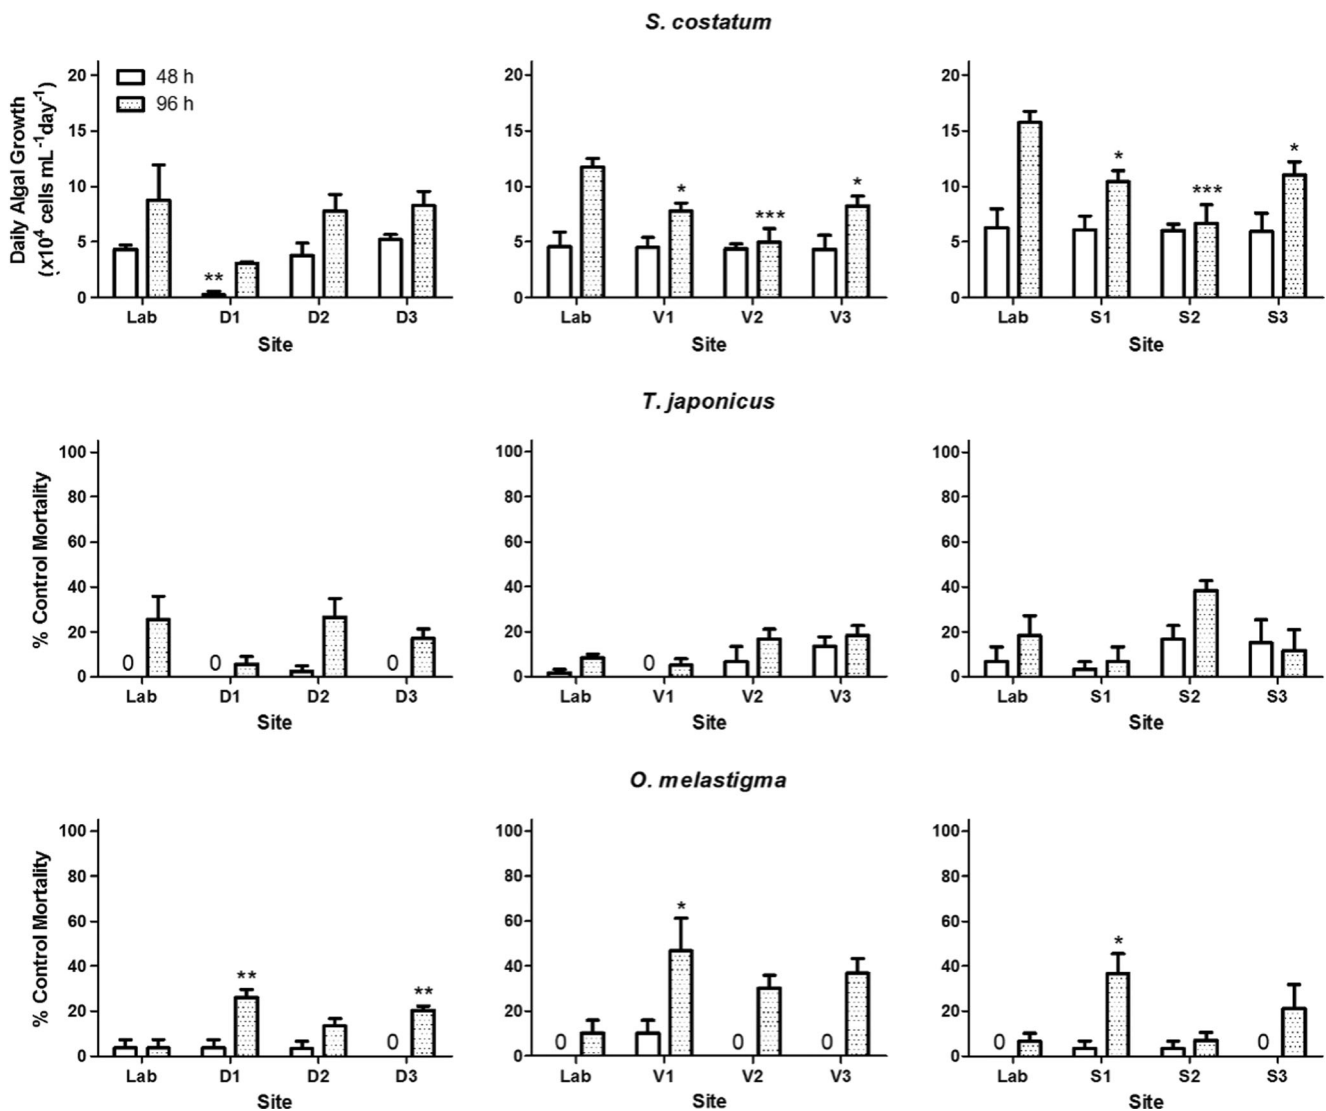 S. costatum
Daily Algal Growth
(x10⁴ cells mL⁻¹day⁻¹)
20
15
10
5
0
48 h
96 h
**
Lab D1 D2 D3
Site
20
15
10
5
0
*
***
*
Lab V1 V2 V3
Site
20
15
10
5
0
*
***
*
Lab S1 S2 S3
Site
T. japonicus
% Control Mortality
100
80
60
40
20
0
0 0 0
Lab D1 D2 D3
Site
100
80
60
40
20
0
0
Lab V1 V2 V3
Site
100
80
60
40
20
0
Lab S1 S2 S3
Site
O. melastigma
% Control Mortality
100
80
60
40
20
0
**
**
0
Lab D1 D2 D3
Site
100
80
60
40
20
0
*
0 0 0
Lab V1 V2 V3
Site
100
80
60
40
20
0
*
0 0
Lab S1 S2 S3
Site